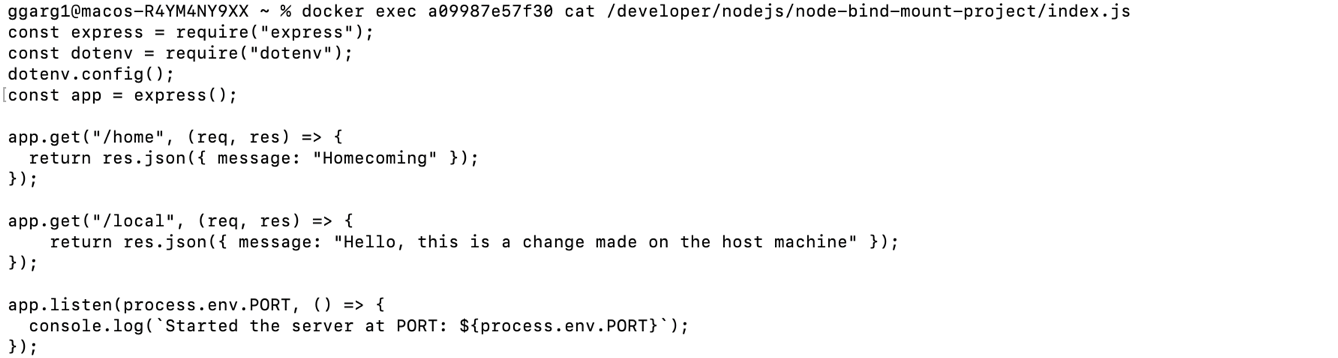 ggarg1@macos-R4YM4NY9XX ~ % docker exec a09987e57f30 cat /developer/nodejs/node-bind-mount-project/index.js
const express = require("express");
const dotenv = require("dotenv");
dotenv.config();
[const app = express();

app.get("/home", (req, res) => {
  return res.json({ message: "Homecoming" });
});

app.get("/local", (req, res) => {
    return res.json({ message: "Hello, this is a change made on the host machine" });
});

app.listen(process.env.PORT, () => {
  console.log(`Started the server at PORT: ${process.env.PORT}`);
});